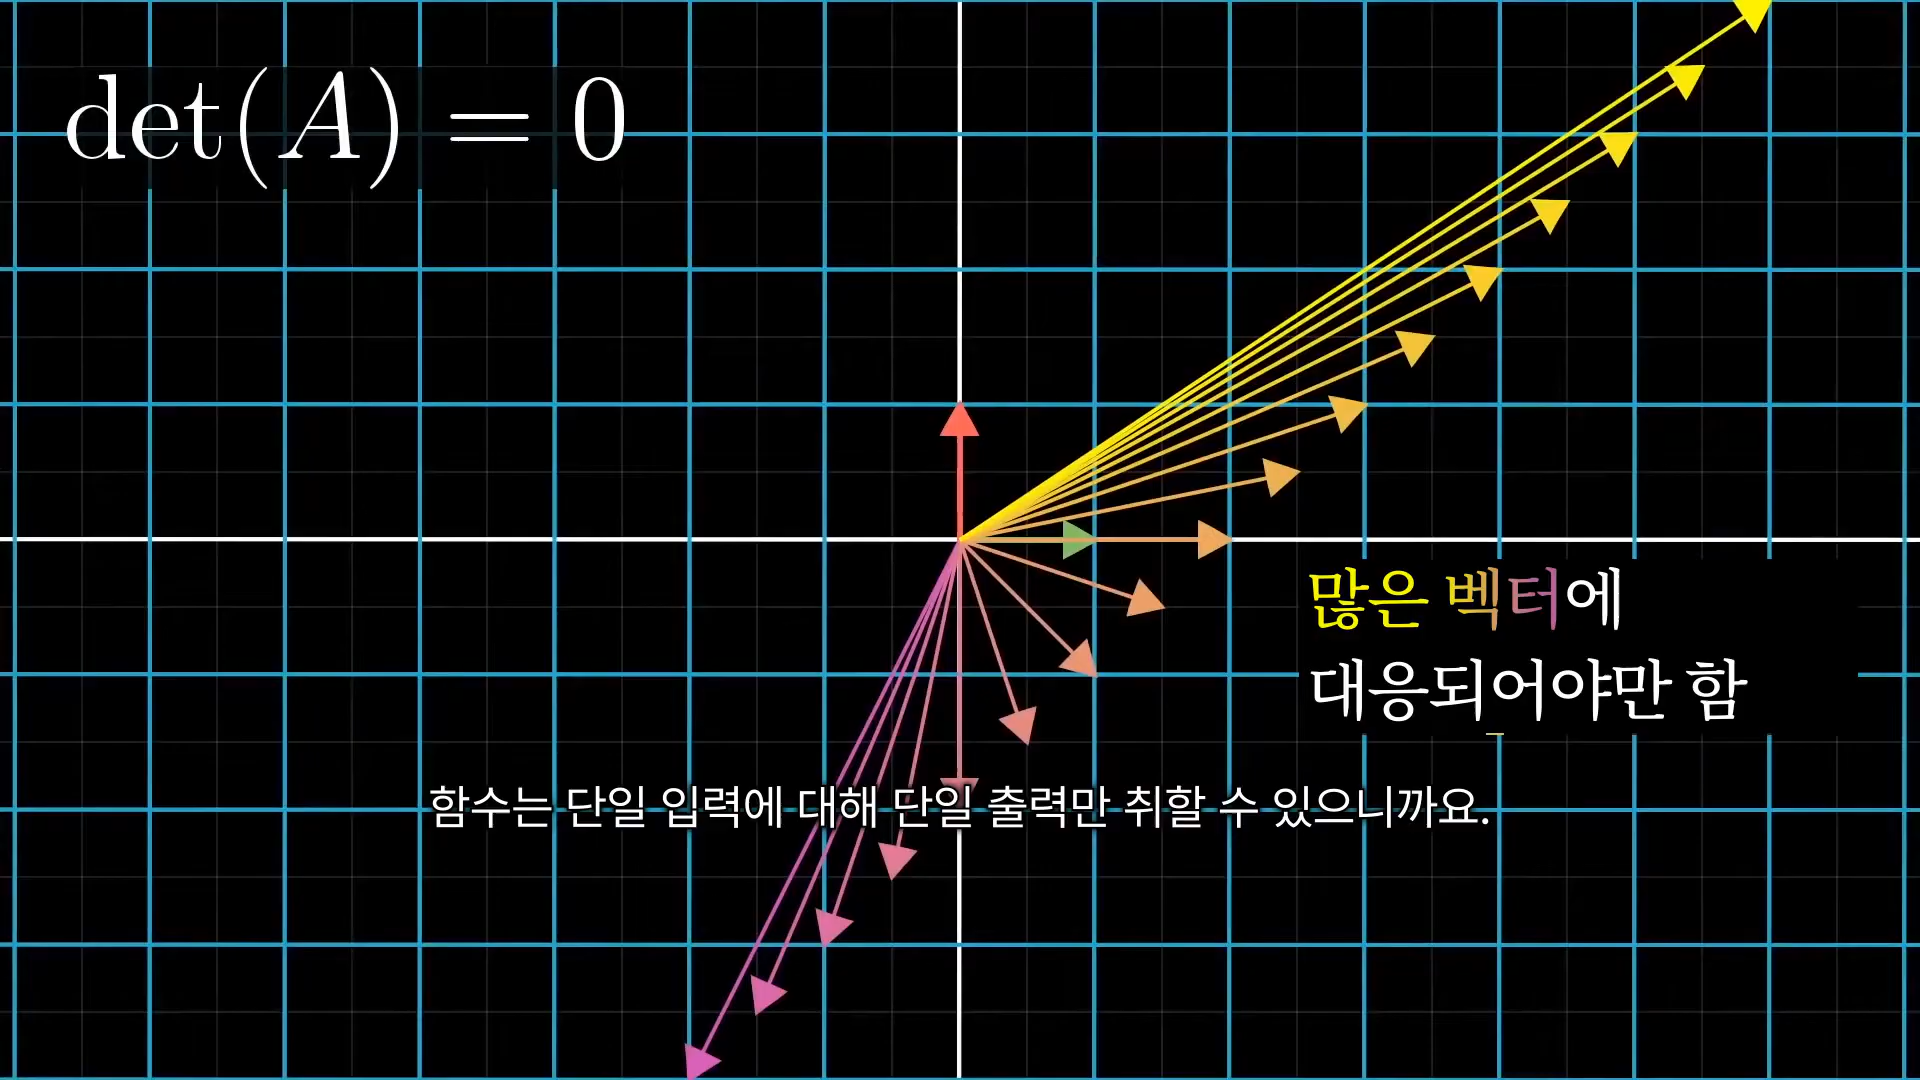 det(A) = 0
많은 벡터에
대응되어야만 함
함수는 단일 입력에 대해 단일 출력만 취할 수 있으니까요.